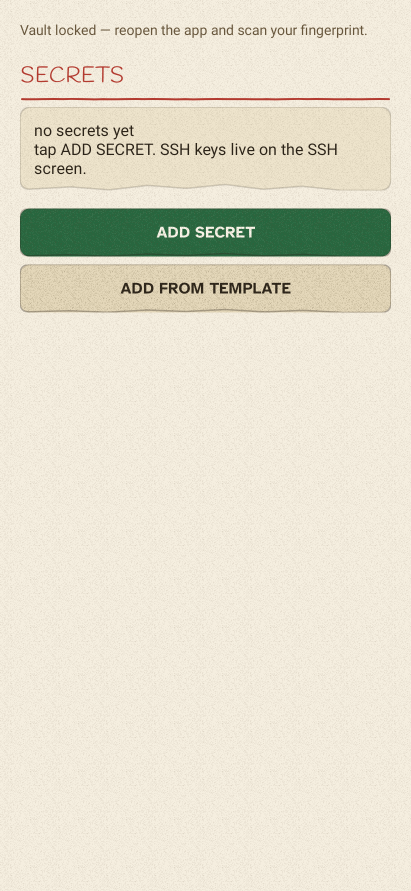 Vault locked — reopen the app and scan your fingerprint.
SECRETS
no secrets yet
tap ADD SECRET. SSH keys live on the SSH
screen.
ADD SECRET
ADD FROM TEMPLATE